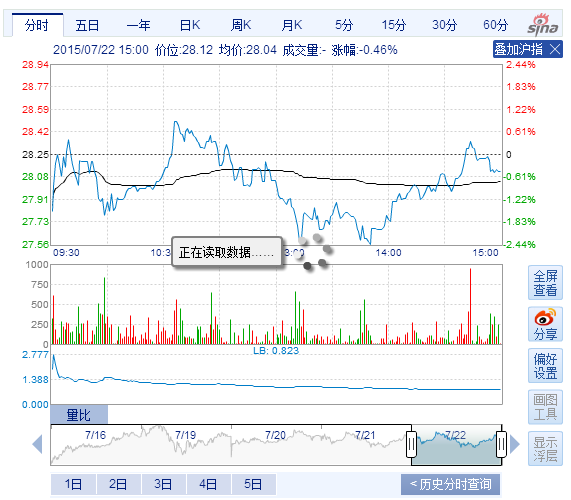 分时 五日 一年 日K 周K 月K 5分 15分 30分 60分
sina
2015/07/22 15:00 价位:28.12 均价:28.04 成交量:- 涨幅:-0.46%
叠加沪指
28.94 2.44%
28.77 1.83%
28.59 1.22%
28.42 0.61%
28.25 0
28.08 -0.61%
27.91 -1.22%
27.73 -1.83%
27.56 2.44%
09:30 10:3 3:00 14:00 15:00
正在读取数据……
1000
750
500
250
0
全屏
查看
分享
偏好
设置
画图
工具
显示
浮层
2.777
1.388
0.000
LB: 0.823
量比
7/16 7/19 7/20 7/21 7/22
1日 2日 3日 4日 5日
< 历史分时查询